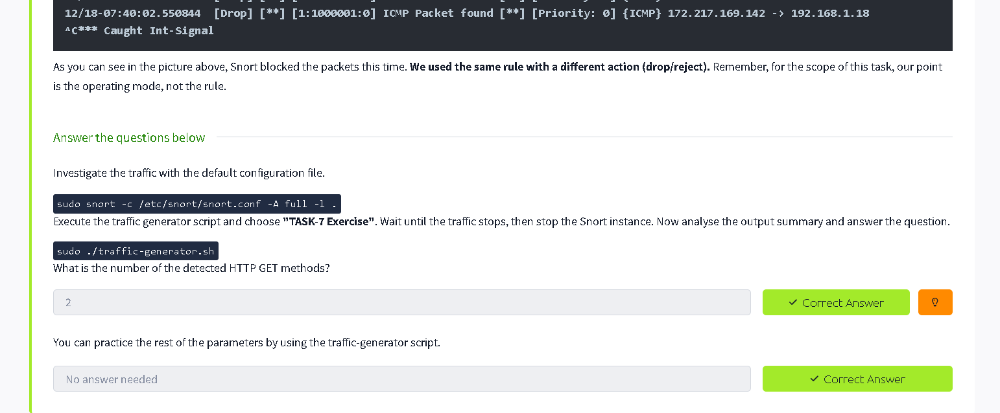 12/18-07:40:02.550844  [Drop] [**] [1:1000001:0] ICMP Packet found [**] [Priority: 0] {ICMP} 172.217.169.142 -> 192.168.1.18
^C*** Caught Int-Signal
As you can see in the picture above, Snort blocked the packets this time. We used the same rule with a different action (drop/reject). Remember, for the scope of this task, our point
is the operating mode, not the rule.
Answer the questions below
Investigate the traffic with the default configuration file.
sudo snort -c /etc/snort/snort.conf -A full -l .
Execute the traffic generator script and choose "TASK-7 Exercise". Wait until the traffic stops, then stop the Snort instance. Now analyse the output summary and answer the question.
sudo ./traffic-generator.sh
What is the number of the detected HTTP GET methods?
2
Correct Answer
You can practice the rest of the parameters by using the traffic-generator script.
No answer needed
Correct Answer